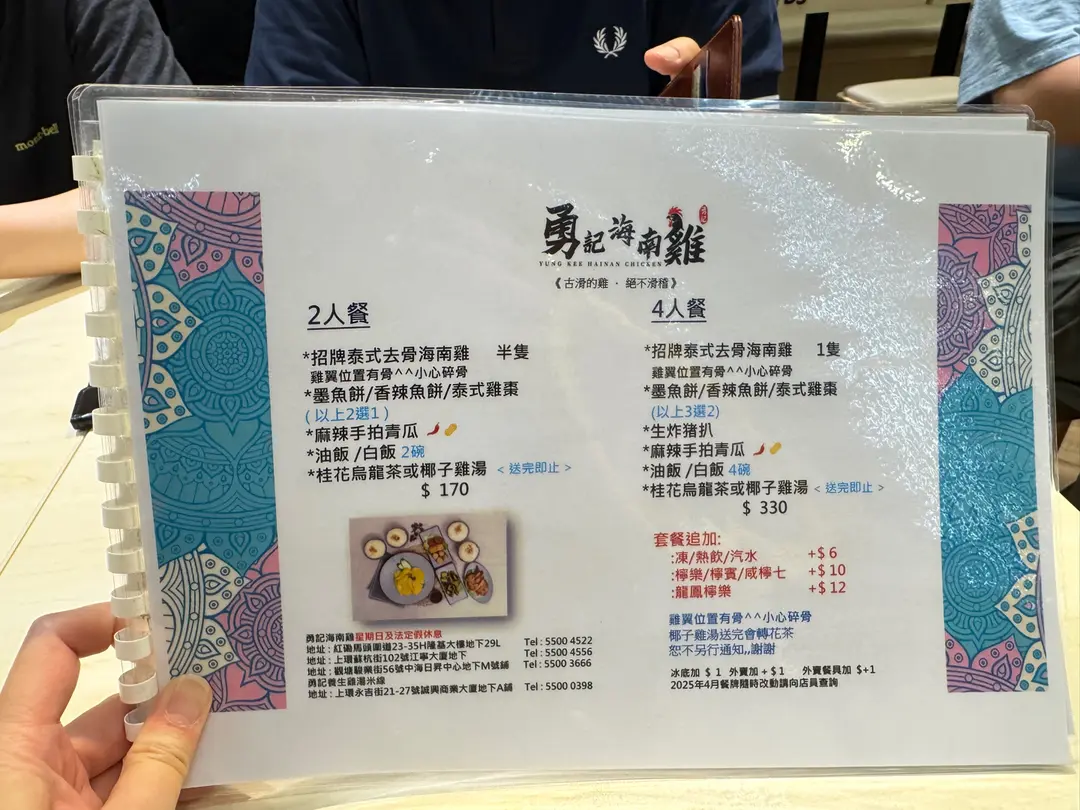 mont-bell
勇記海南雞
YUNG KEE HAINAN CHICKEN
《古滑的雞 · 絕不滑稽》
2人餐
*招牌泰式去骨海南雞 半隻
雞翼位置有骨^^小心碎骨
*墨魚餅/香辣魚餅/泰式雞棗
(以上2選1)
*麻辣手拍青瓜
*油飯 /白飯 2碗
*桂花烏龍茶或椰子雞湯 < 送完即止 >
$ 170
4人餐
*招牌泰式去骨海南雞 1隻
雞翼位置有骨^^小心碎骨
*墨魚餅/香辣魚餅/泰式雞棗
(以上3選2)
*生炸猪扒
*麻辣手拍青瓜
*油飯 /白飯 4碗
*桂花烏龍茶或椰子雞湯 < 送完即止 >
$ 330
套餐追加:
:凍/熱飲/汽水 +$ 6
:檸樂/檸賓/咸檸七 +$ 10
:龍鳳檸樂 +$ 12
雞翼位置有骨^^小心碎骨
椰子雞湯送完會轉花茶
恕不另行通知,,謝謝
冰底加 $ 1 外賣加+$1 外賣餐具加 $+1
2025年4月餐牌隨時改動請向店員查詢
勇記海南雞星期日及法定假休息
地址 : 紅磡馬頭圍道23-35H隆基大樓地下29L Tel : 5500 4522
地址 : 上環蘇杭街102號江寧大廈地下 Tel : 5500 4556
地址 : 觀塘駿業街56號中海日昇中心地下M號舖 Tel : 5500 3666
勇記養生雞湯米線
地址 : 上環永吉街21-27號誠興商業大廈地下A舖 Tel : 5500 0398